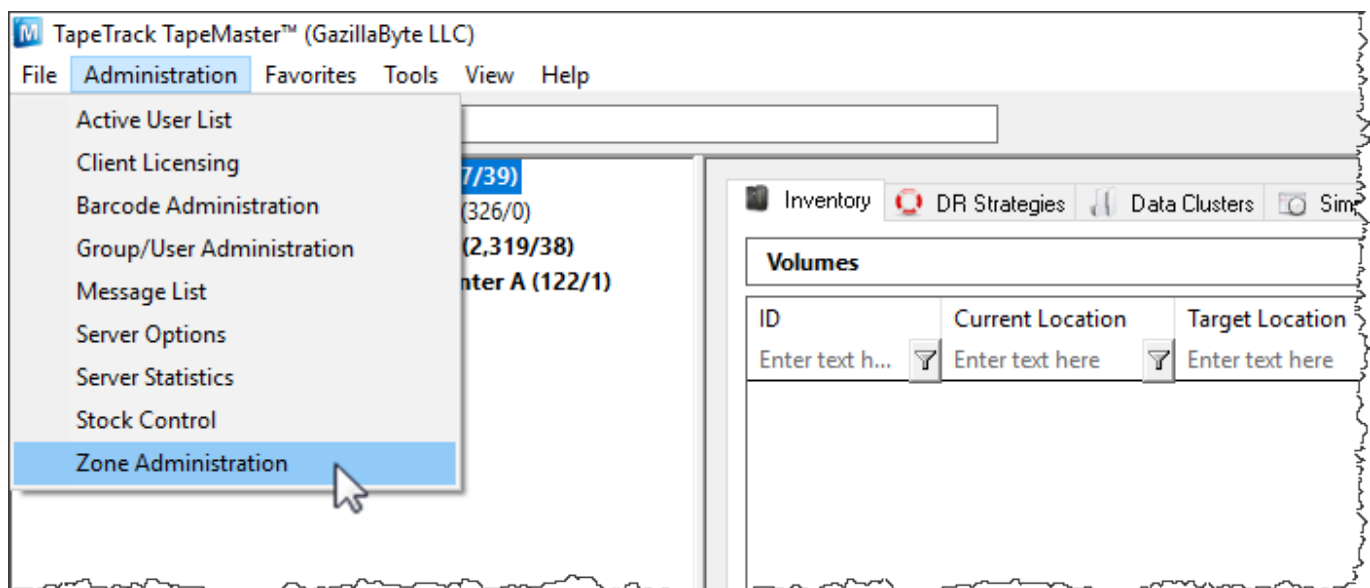 TapeTrack TapeMaster™ (GazillaByte LLC)
File Administration Favorites Tools View Help
Active User List
Client Licensing
Barcode Administration
Group/User Administration
Message List
Server Options
Server Statistics
Stock Control
Zone Administration
7/39)
(326/0)
(2,319/38)
nter A (122/1)
Inventory DR Strategies Data Clusters Sim
Volumes
ID Current Location Target Location
Enter text h... Enter text here Enter text here